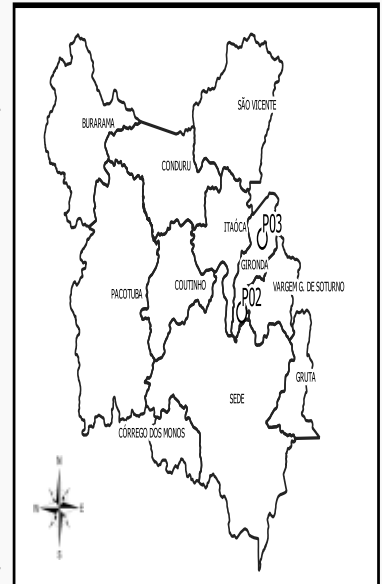 SÃO VICENTE
BURARAMA
CONDURU
P03
ITAÓCA
GIRONDA
COUTINHO
VARGEM G. DE SOTURNO
PACOTUBA
P02
GRUTA
SEDE
CÓRREGO DOS MONOS
N
E
S